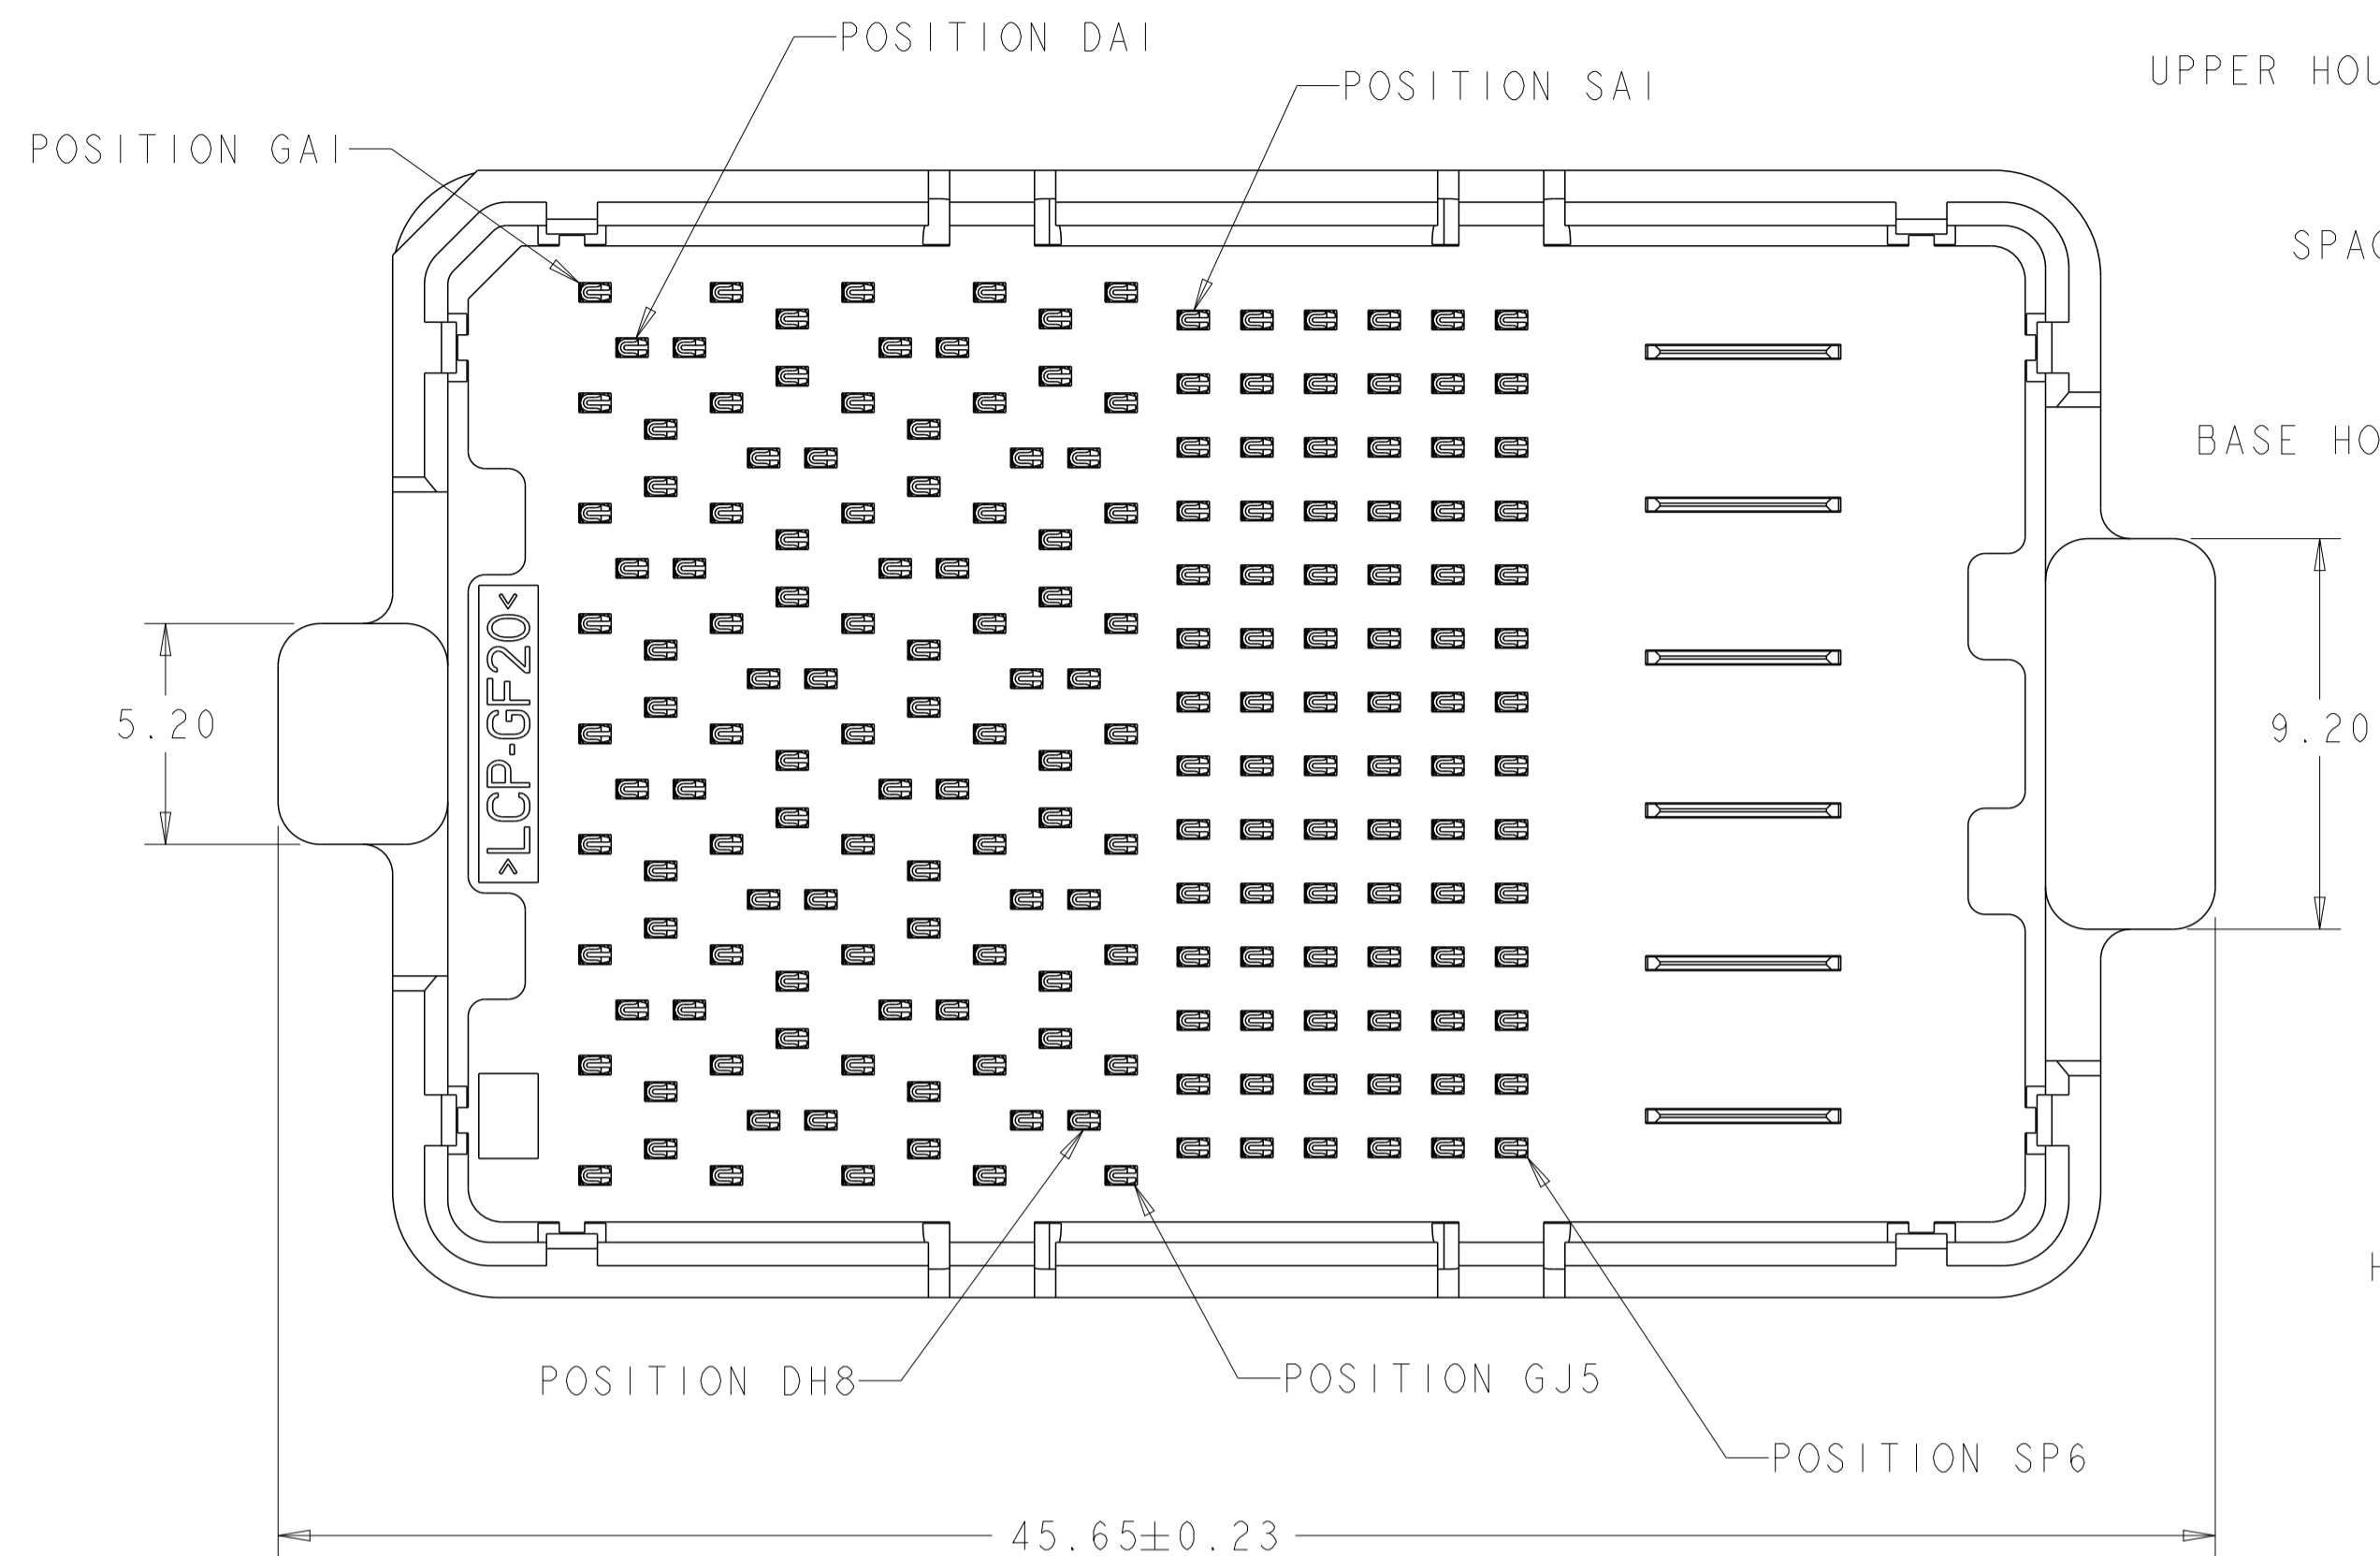 POSITION DA1
POSITION SA1
UPPER HOU
POSITION GA1
SPAC
BASE HO
>LCP-GF20<
5.20
9.20
H
POSITION DH8
POSITION GJ5
POSITION SP6
45.65±0.23